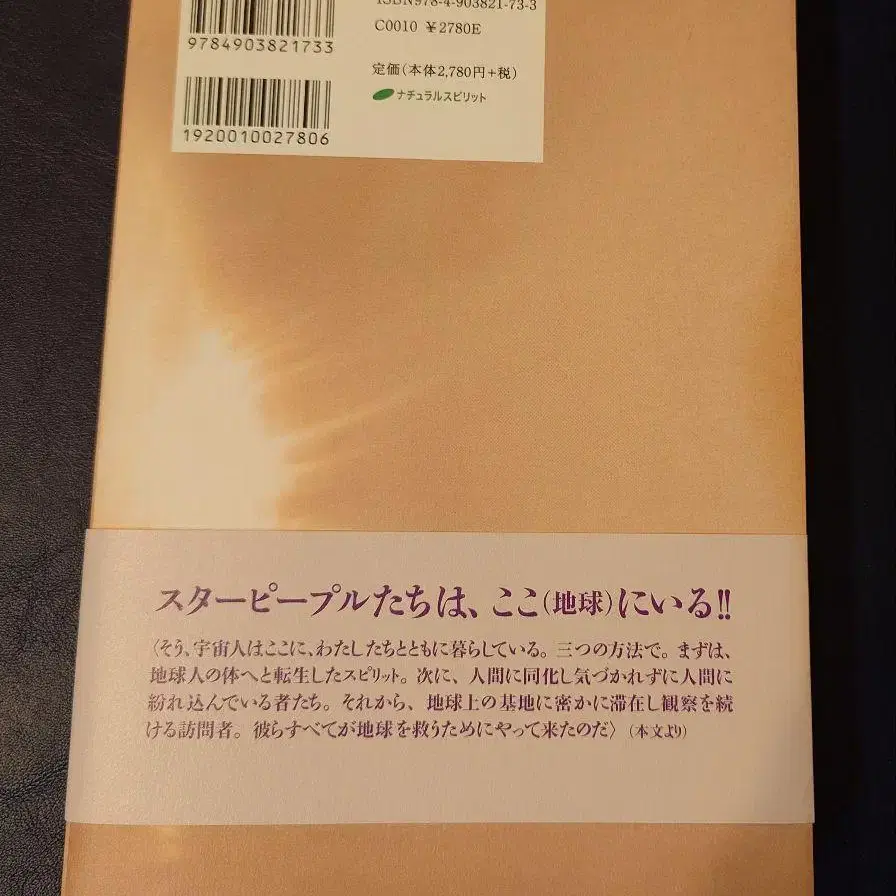 ISBN978-4-903821-73-3
9784903821733
C0010 ¥2780E
定価(本体2,780円+税)
ナチュラルスピリット
1920010027806
スターピープルたちは、ここ(地球)にいる!!
〈そう、宇宙人はここに、わたしたちとともに暮らしている。三つの方法で。まずは、
地球人の体へと転生したスピリット。次に、人間に同化し気づかれずに人間に
紛れ込んでいる者たち。それから、地球上の基地に密かに滞在し観察を続
ける訪問者。彼らすべてが地球を救うためにやって来たのだ〉(本文より)